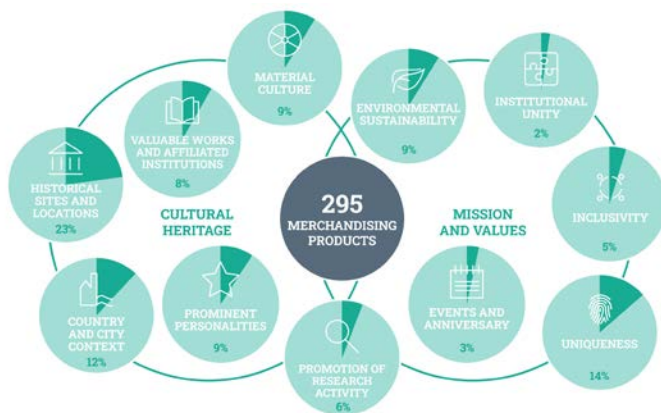 MATERIAL
CULTURE
9%
ENVIRONMENTAL
SUSTAINABILITY
9%
INSTITUTIONAL
UNITY
2%
VALUABLE WORKS
AND AFFILIATED
INSTITUTIONS
8%
HISTORICAL
SITES AND
LOCATIONS
23%
CULTURAL
HERITAGE
295
MERCHANDISING
PRODUCTS
MISSION
AND VALUES
INCLUSIVITY
5%
COUNTRY
AND CITY
CONTEXT
12%
PROMINENT
PERSONALITIES
9%
PROMOTION OF
RESEARCH
ACTIVITY
6%
EVENTS AND
ANNIVERSARY
3%
UNIQUENESS
14%